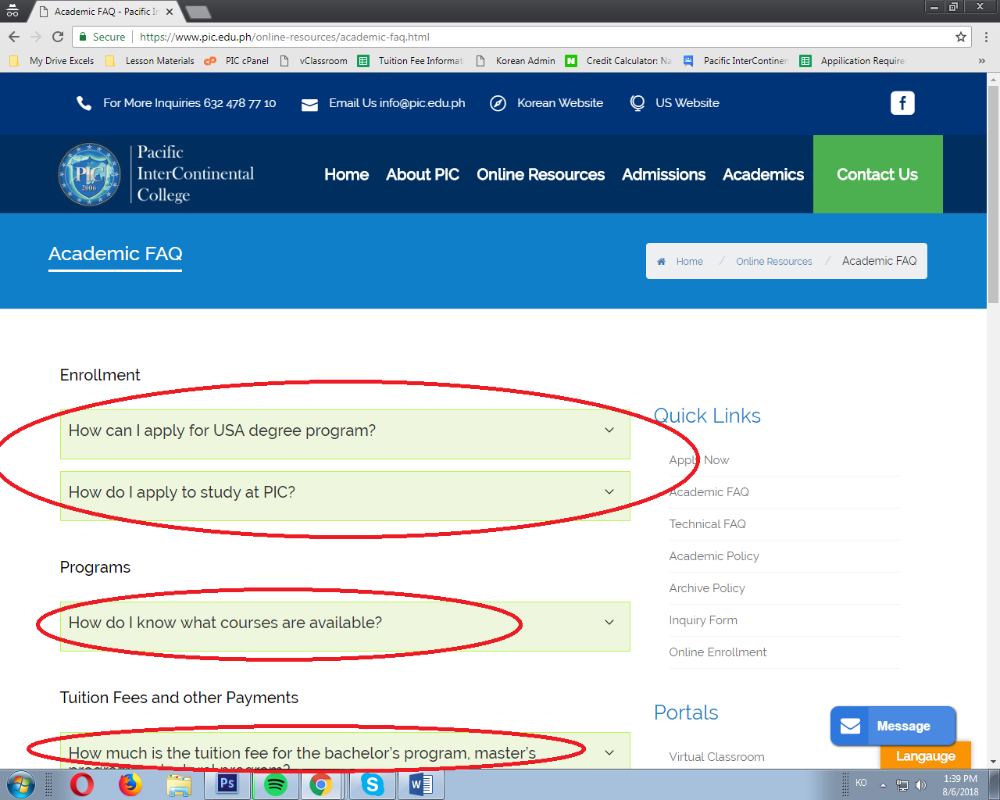 Academic FAQ - Pacific In
Secure https://www.pic.edu.ph/online-resources/academic-faq.html
My Drive Excels Lesson Materials PIC cPanel vClassroom Tuition Fee Informat Korean Admin Credit Calculator: Na Pacific InterContinen Appilication Require »
For More Inquiries 632 478 77 10 Email Us info@pic.edu.ph Korean Website US Website
PIC
2006
Pacific
InterContinental
College
Home About PIC Online Resources Admissions Academics Contact Us
Academic FAQ
Home / Online Resources / Academic FAQ
Enrollment
How can I apply for USA degree program?
How do I apply to study at PIC?
Programs
How do I know what courses are available?
Tuition Fees and other Payments
How much is the tuition fee for the bachelor's program, master's
Quick Links
Apply Now
Academic FAQ
Technical FAQ
Academic Policy
Archive Policy
Inquiry Form
Online Enrollment
Portals
Virtual Classroom
Message
Langauge
Ps
KO
1:39 PM
8/6/2018